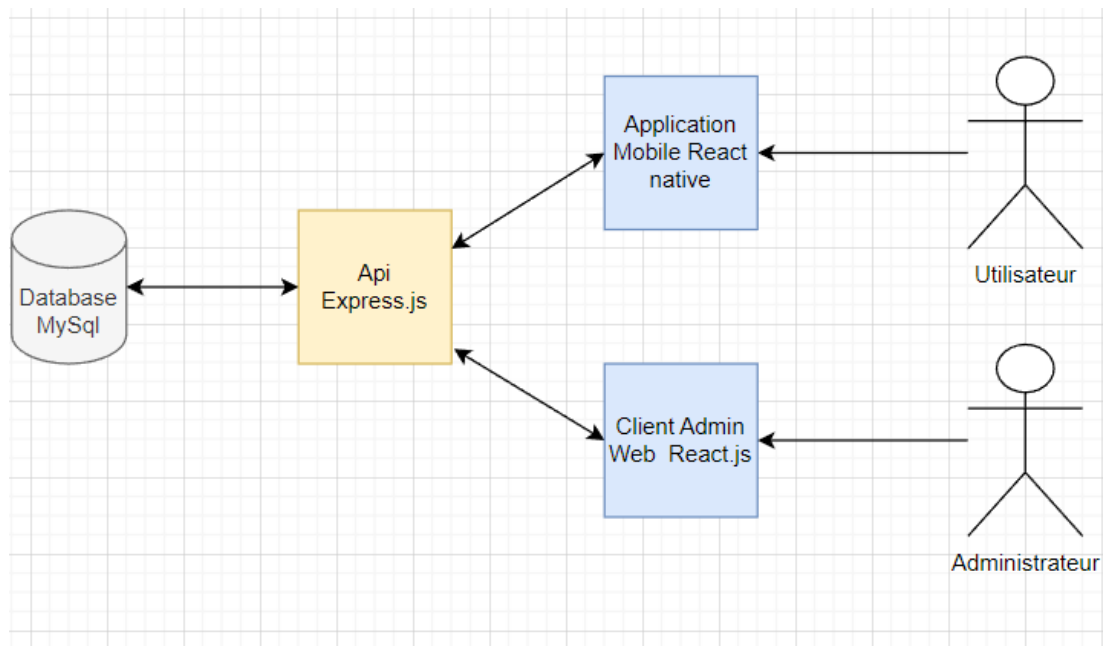 Application
Mobile React
native
Utilisateur
Api
Express.js
Database
MySql
Client Admin
Web  React.js
Administrateur